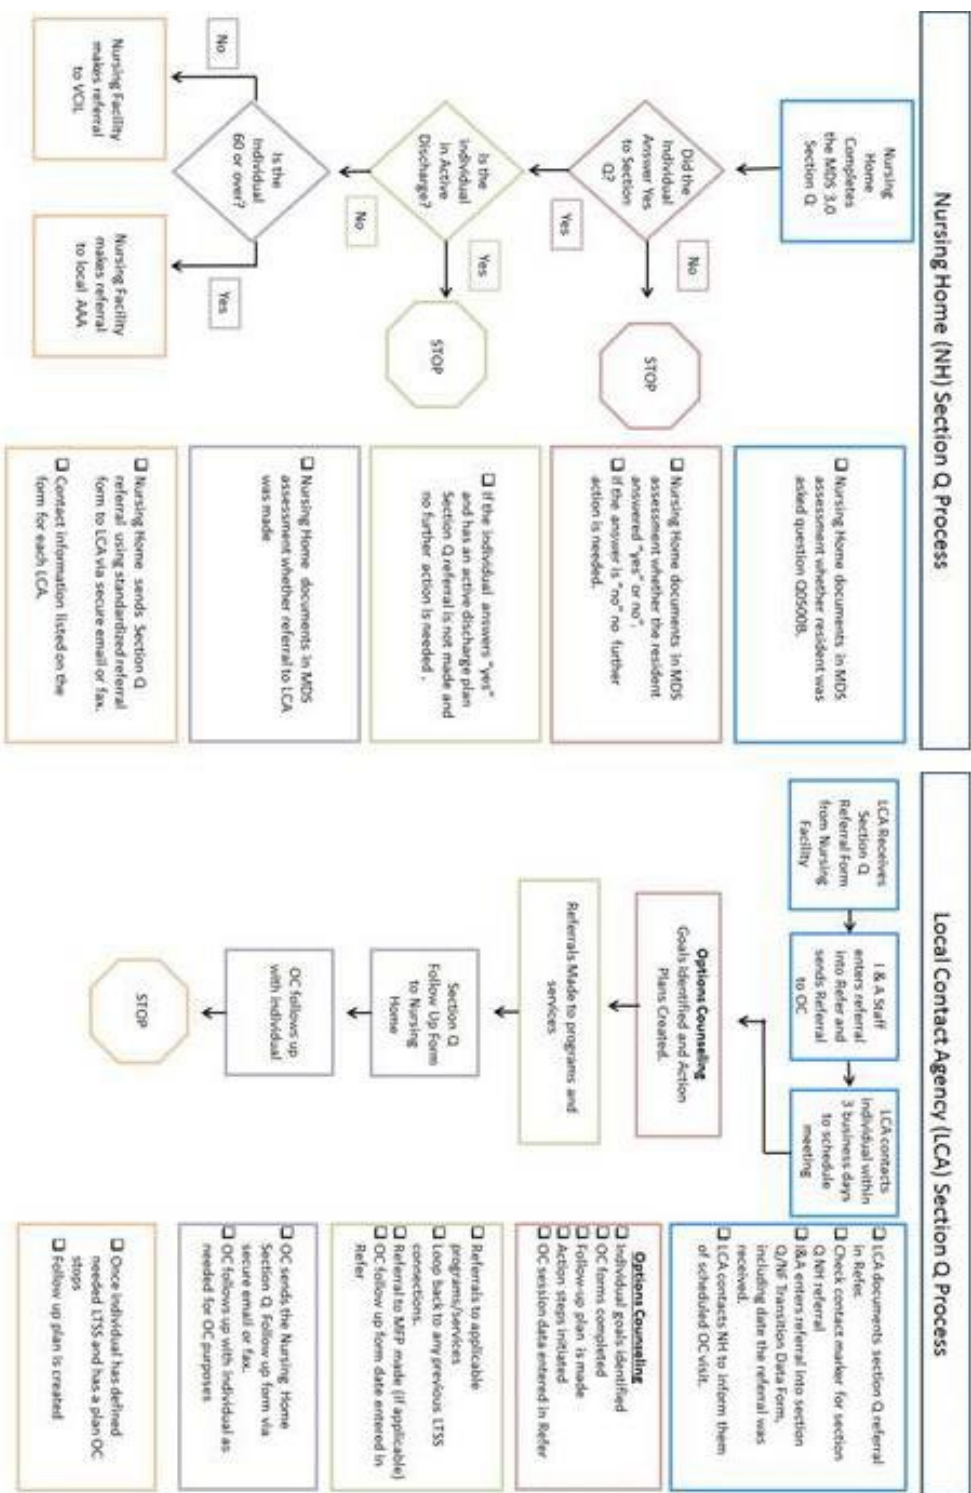 Nursing Home (NH) Section Q Process
Nursing
Home
Completes
the MDS 3.0
Section Q
Did the
Individual
Answer Yes
to Section
Q?
No
STOP
Yes
Is the
individual
in Active
Discharge?
Yes
STOP
No
Is the
Individual
60 or over?
No
Yes
Nursing Facility
makes referral
to VCIL
Nursing Facility
makes referral
to local AAA
❑ Nursing Home documents in MDS
assessment whether resident was
asked question Q0500B.
❑ Nursing Home documents in MDS
assessment whether the resident
answered "yes" or no".
❑ If the answer is "no" no further
action is needed.
❑ If the individual answers "yes"
and has an active discharge plan
Section Q referral is not made and
no further action is needed .
❑ Nursing Home documents in MDS
assessment whether referral to LCA
was made
❑ Nursing Home sends Section Q
referral using standardized referral
form to LCA via secure email or fax.
❑ Contact information listed on the
form for each LCA.
Local Contact Agency (LCA) Section Q Process
LCA Receives
Section Q
Referral Form
from Nursing
Facility
I & A Staff
enters referral
into Refer and
sends Referral
to OC
LCA contacts
individual within
3 business days
to schedule
meeting
Options Counseling
Goals Identified and Action
Plans Created.
Referrals Made to programs and
services
Section Q
Follow Up Form
to Nursing
Home
OC follows up
with individual
STOP
❑ LCA documents section Q referral
in Refer.
❑ Check contact marker for section
Q NH referral
❑ I&A enters referral into section
Q/NF Transition Data Form,
including date the referral was
received.
❑ LCA contacts NH to inform them
of scheduled OC visit.
Options Counseling
❑ Individual goals identified
❑ OC forms completed
❑ Follow-up plan is made
❑ Action steps initiated
❑ OC session data entered in Refer
❑ Referrals to applicable
programs/services
❑ Loop back to any previous LTSS
connections.
❑ Referral to MFP made (if applicable)
❑ OC follow up form date entered in
Refer
❑ OC sends the Nursing Home
Section Q Follow up form via
secure email or fax.
❑ OC follows up with individual as
needed for OC purposes
❑ Once individual has defined
needed LTSS and has a plan OC
stops
❑ Follow up plan is created